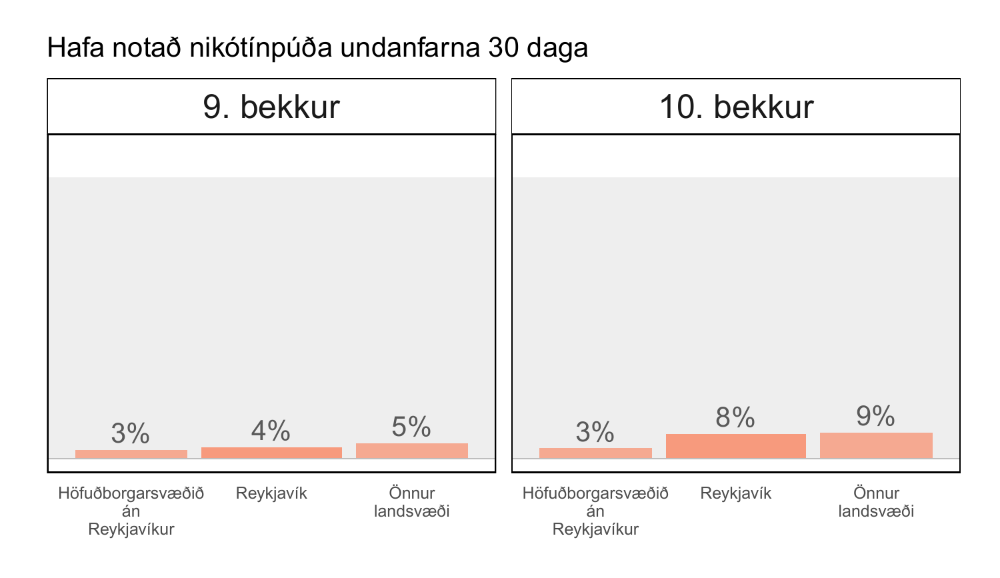 Hafa notað nikótínpúða undanfarna 30 daga
9. bekkur
3%
4%
5%
Höfuðborgarsvæðið
án
Reykjavíkur
Reykjavík
Önnur
landsvæði
10. bekkur
3%
8%
9%
Höfuðborgarsvæðið
án
Reykjavíkur
Reykjavík
Önnur
landsvæði